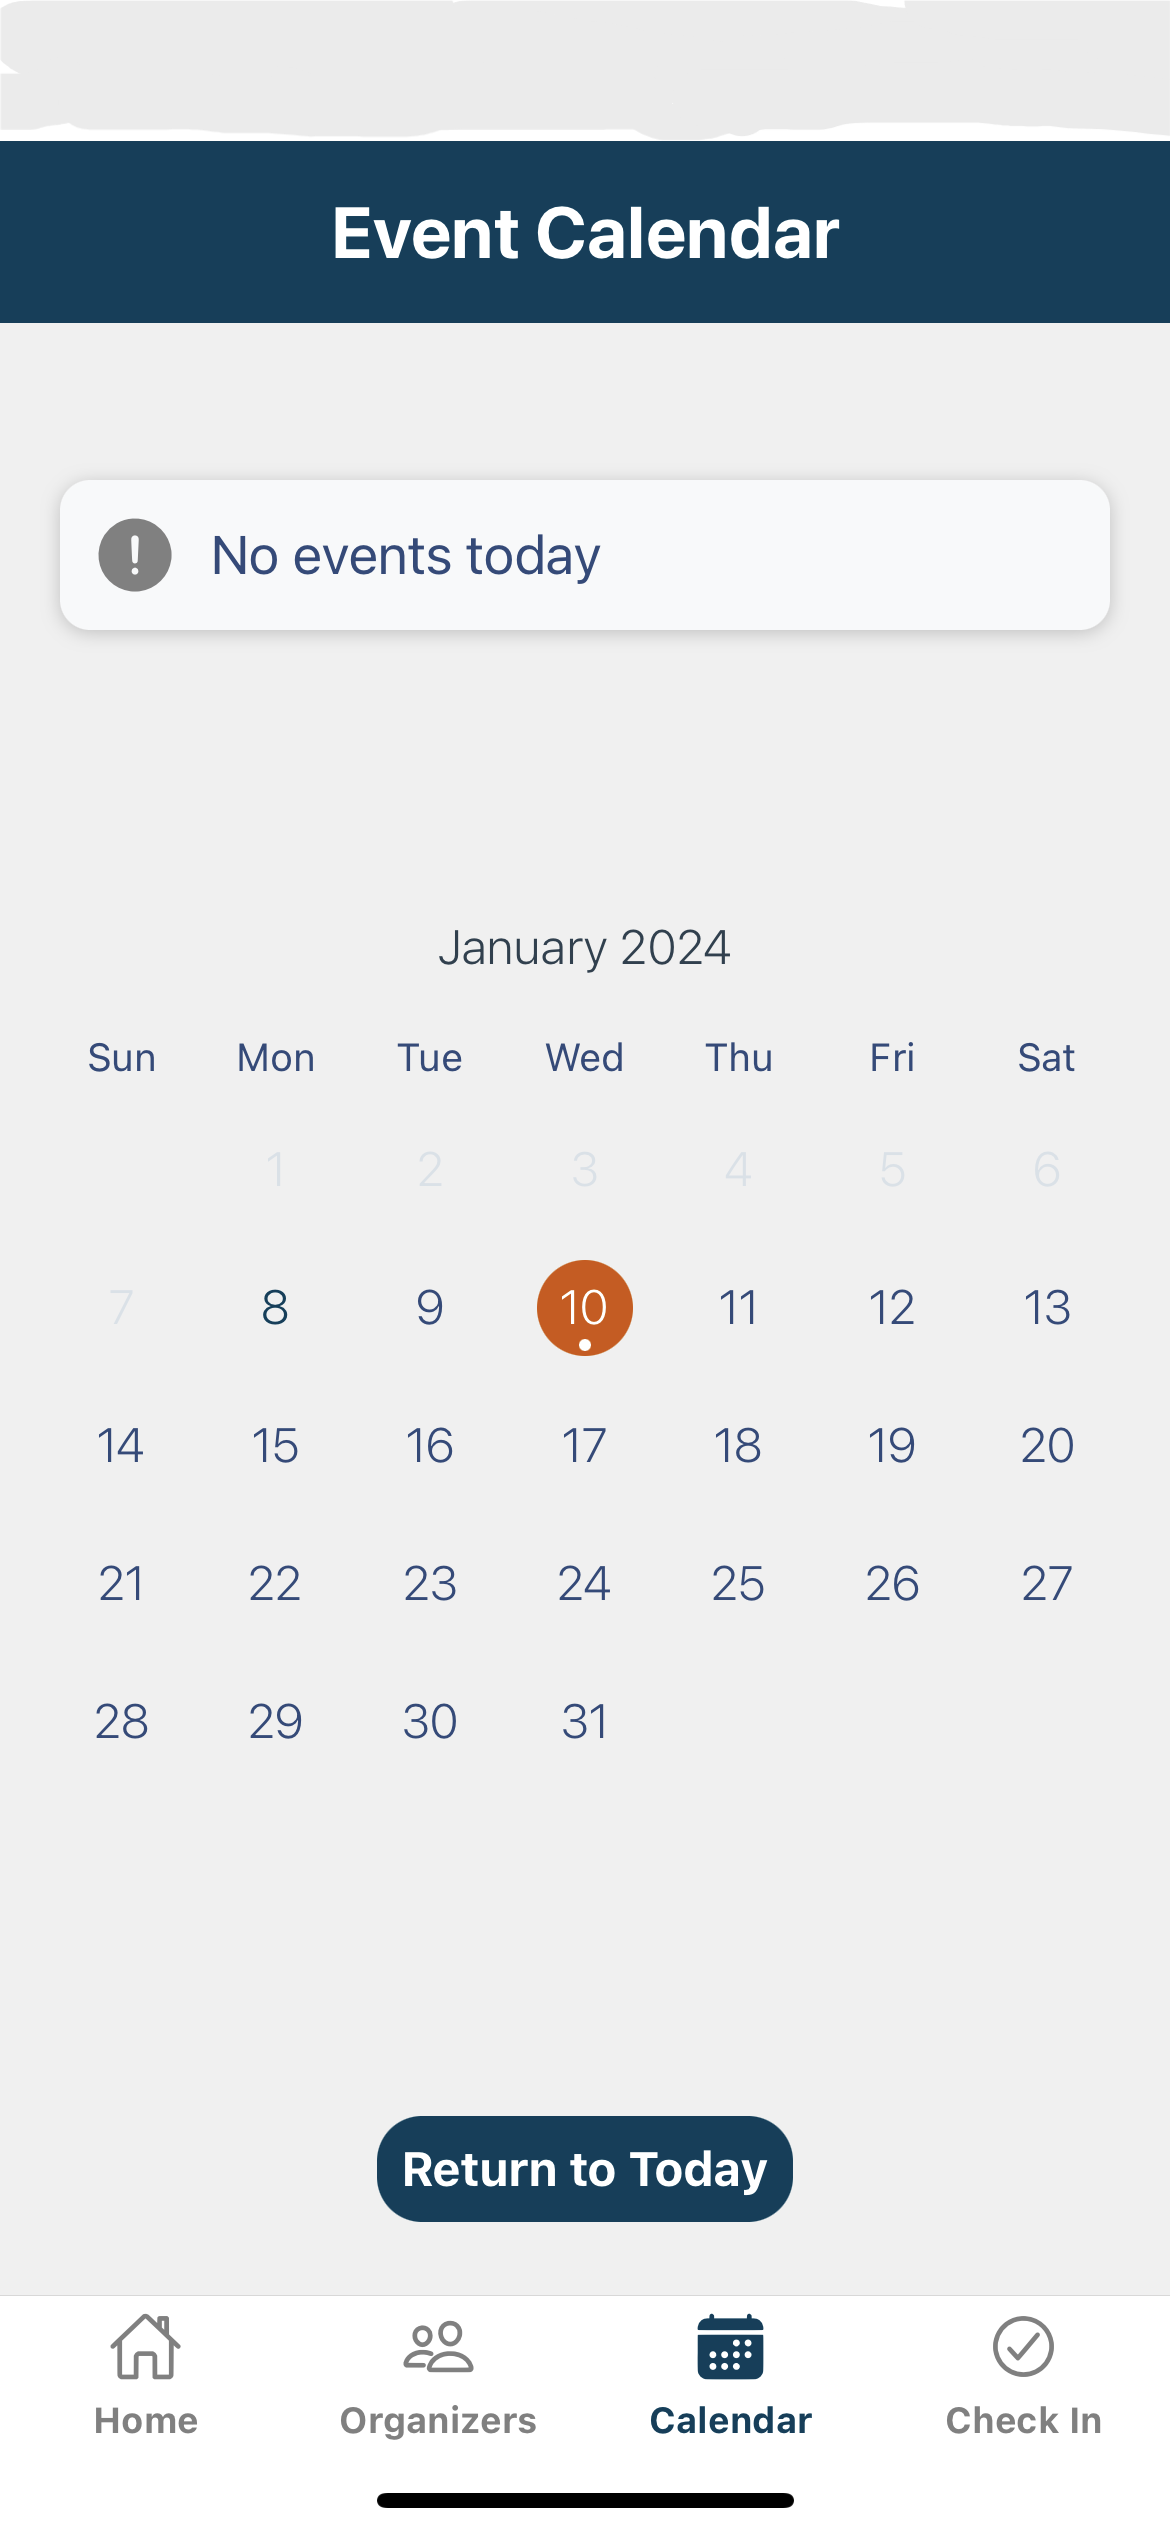 Event Calendar
No events today
January 2024
Sun Mon Tue Wed Thu Fri Sat
1 2 3 4 5 6
7 8 9 10 11 12 13
14 15 16 17 18 19 20
21 22 23 24 25 26 27
28 29 30 31
Return to Today
Home Organizers Calendar Check In